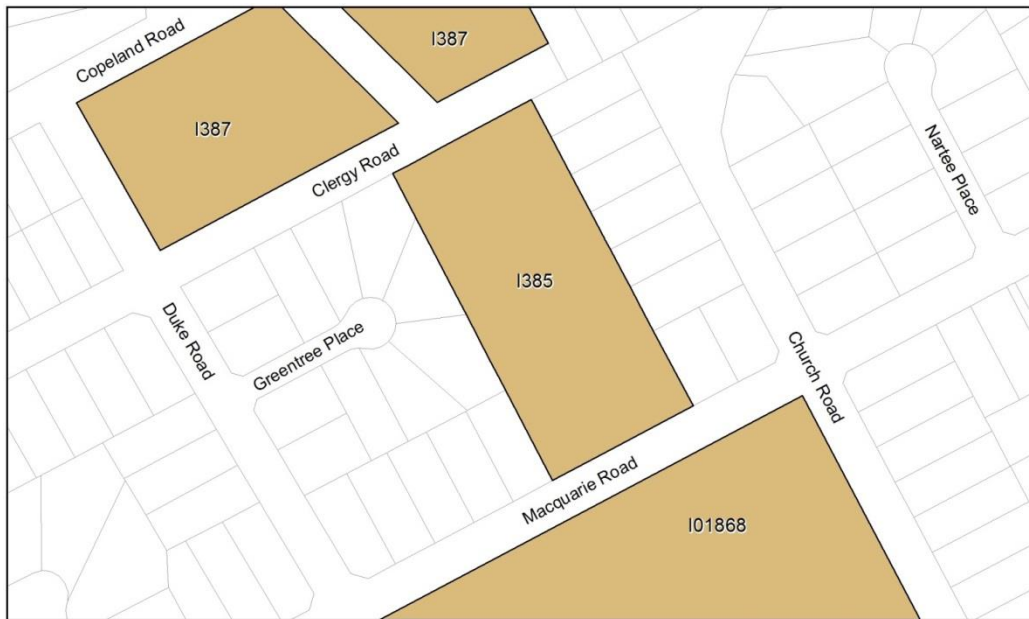 Copeland Road
I387
I387
Clergy Road
Nartee Place
I385
Duke Road
Greentree Place
Church Road
Macquarie Road
I01868